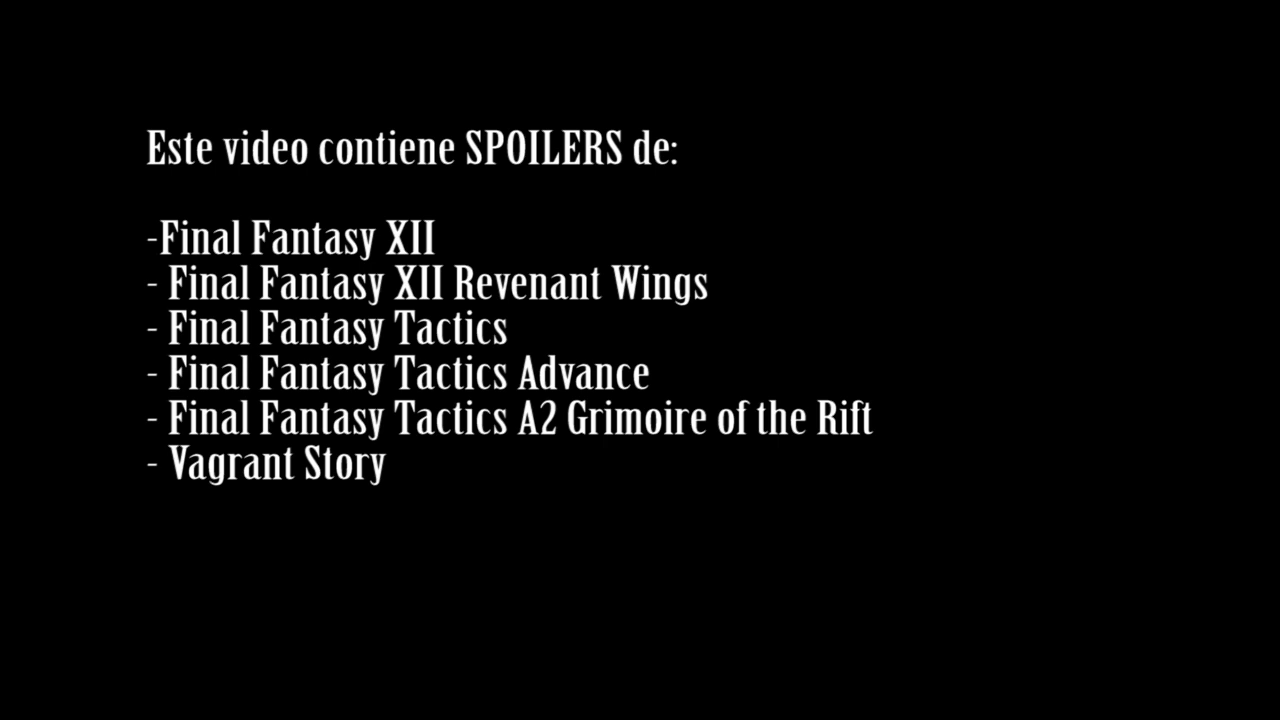 Este video contiene SPOILERS de:
-Final Fantasy XII
- Final Fantasy XII Revenant Wings
- Final Fantasy Tactics
- Final Fantasy Tactics Advance
- Final Fantasy Tactics A2 Grimoire of the Rift
- Vagrant Story